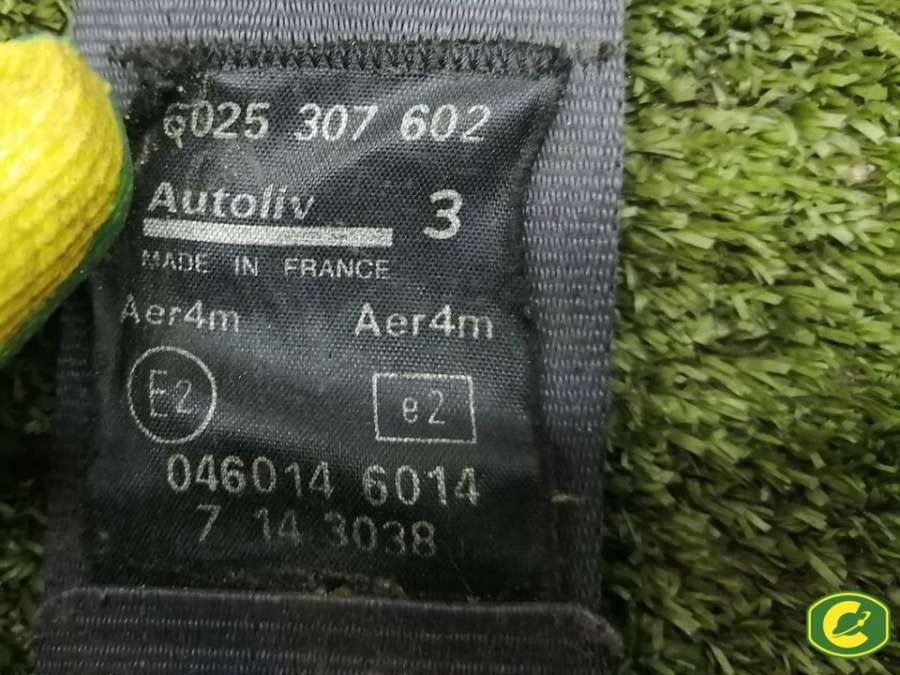 6025 307 602
Autoliv 3
MADE IN FRANCE
Aer4m Aer4m
E2 e2
046014 6014
7 14 3038